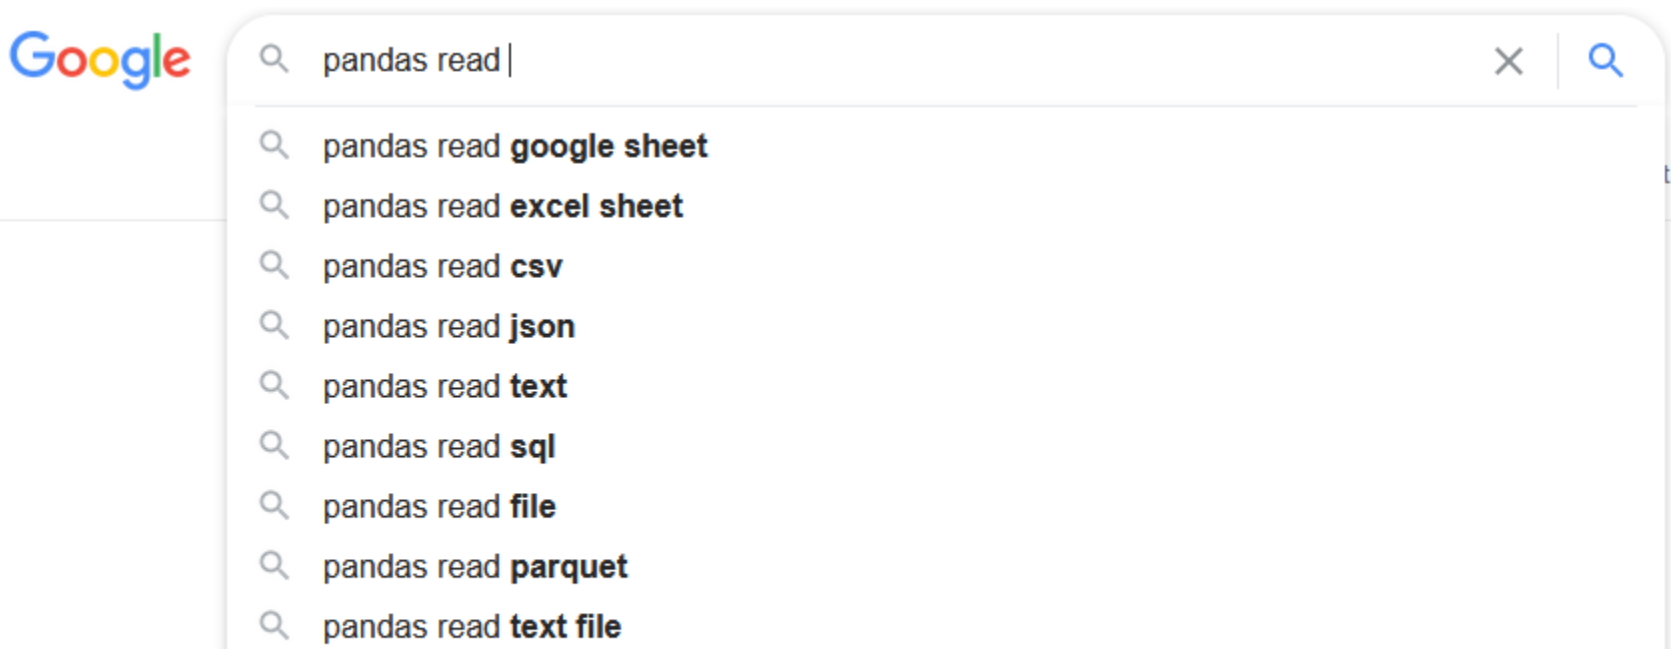 Google
pandas read
pandas read google sheet
pandas read excel sheet
pandas read csv
pandas read json
pandas read text
pandas read sql
pandas read file
pandas read parquet
pandas read text file